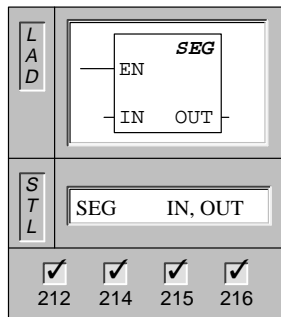 LAD
SEG
EN
IN OUT
STL
SEG IN, OUT
212 214 215 216